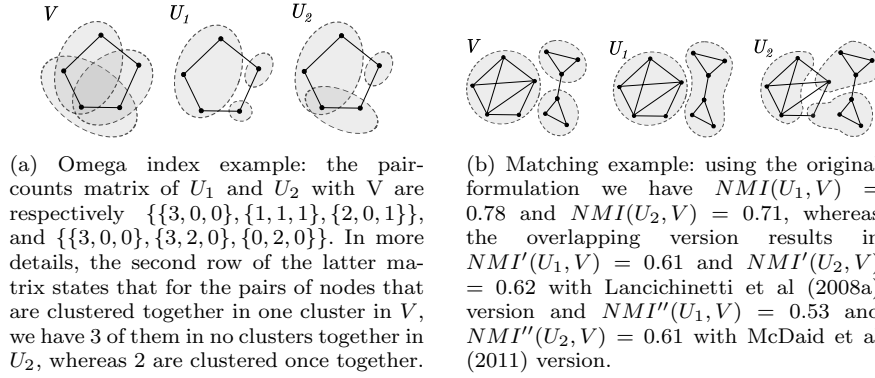 V U₁ U₂
V U₁ U₂
(a) Omega index example: the pair-
counts matrix of U₁ and U₂ with V are
respectively {{3, 0, 0}, {1, 1, 1}, {2, 0, 1}},
and {{3, 0, 0}, {3, 2, 0}, {0, 2, 0}}. In more
details, the second row of the latter ma-
trix states that for the pairs of nodes that
are clustered together in one cluster in V,
we have 3 of them in no clusters together in
U₂, whereas 2 are clustered once together.
(b) Matching example: using the original
formulation we have NMI(U₁, V) =
0.78 and NMI(U₂, V) = 0.71, whereas
the overlapping version results in
NMI′(U₁, V) = 0.61 and NMI′(U₂, V)
= 0.62 with Lancichinetti et al (2008a)
version and NMI″(U₁, V) = 0.53 and
NMI″(U₂, V) = 0.61 with McDaid et al
(2011) version.